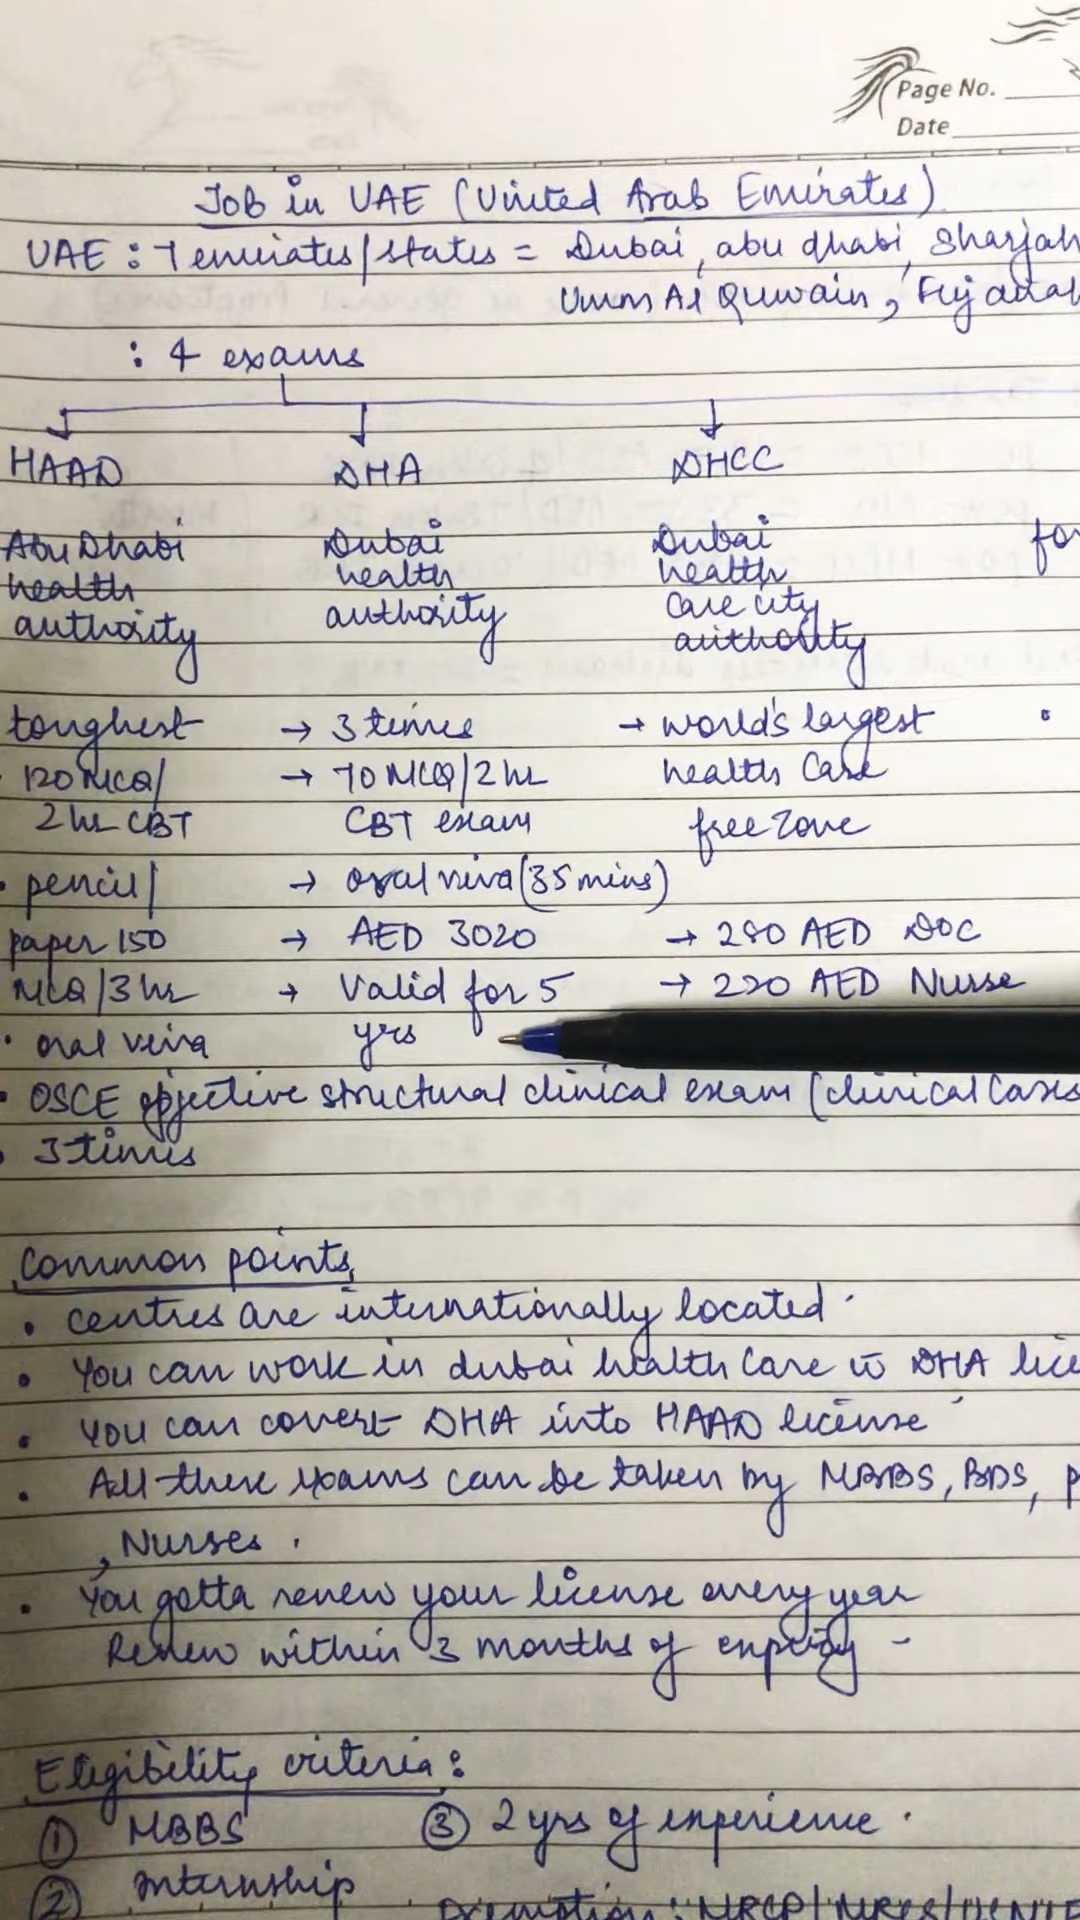 Page No.
Date
Job in UAE (United Arab Emirates)
UAE : 7 emirates/states = Dubai, abu dhabi, Sharjah
Umm Al Quwain, Fujairah
: 4 exams
HAAD
Abu Dhabi
health
authority
toughest
120 MCQ/
2 hr CBT
• pencil/
paper 150
MCQ/3 hr
• oral viva
• OSCE objective structural clinical exam (clinical cases
• 3 times
DHA
Dubai
health
authority
→ 3 times
→ 70 MCQ/2 hr
CBT exam
→ oral viva (35 mins)
→ AED 3020
→ Valid for 5
yrs
DHCC
Dubai
health
care city
authority
→ world's largest
health care
free zone
→ 280 AED DOC
→ 220 AED Nurse
for
Common points
• centres are internationally located.
• You can work in dubai health care w DHA lice
• You can covert DHA into HAAD license
• All these exams can be taken by MBBS, BDS, p
, Nurses.
• You gotta renew your license every year
Renew within 3 months of expiry -
Eligibility criteria :
① MBBS
③ 2 yrs of experience.
② Internship